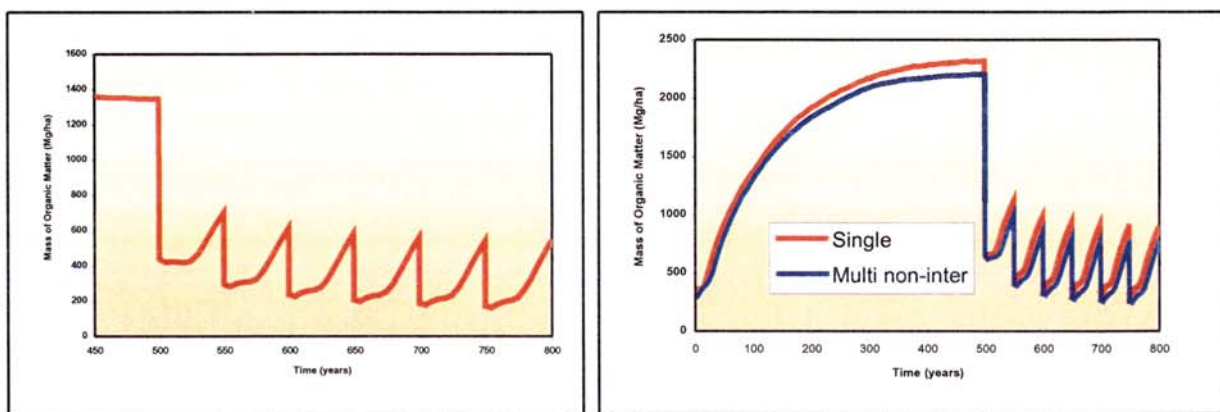 1600
1400
1200
1000
800
600
400
200
0
Mass of Organic Matter (Mg/ha)
450 500 550 600 650 700 750 800
Time (years)
2500
2000
1500
1000
500
0
Mass of Organic Matter (Mg/ha)
Single
Multi non-inter
0 100 200 300 400 500 600 700 800
Time (years)